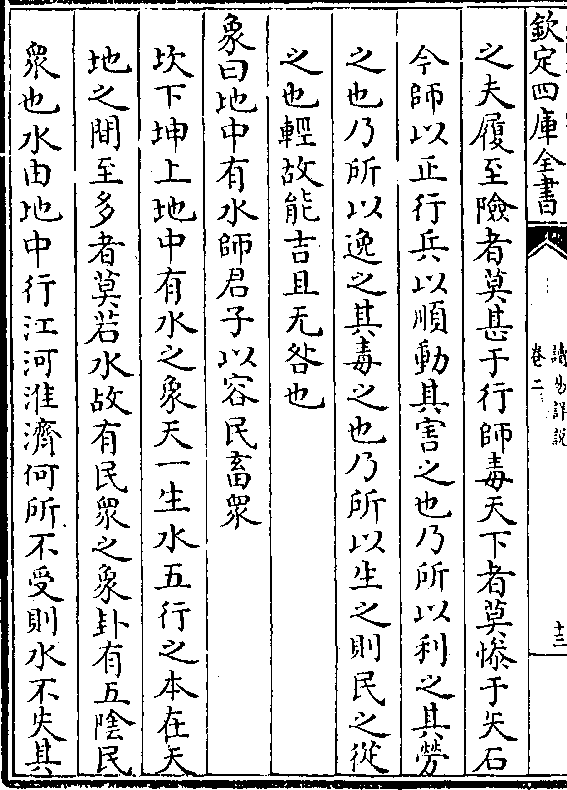 欽定四庫全書
讀易詳說
卷二
十三
之夫履至險者莫甚于行師毒天下者莫慘于矢石
今師以正行兵以順動其害之也乃所以利之其勞
之也乃所以逸之其毒之也乃所以生之則民之從
之也輕故能吉且无咎也
象曰地中有水師君子以容民畜衆
坎下坤上地中有水之象天一生水五行之本在天
地之間至多者莫若水故有民衆之象卦有五陰民
衆也水由地中行江河淮濟何所不受則水不失其